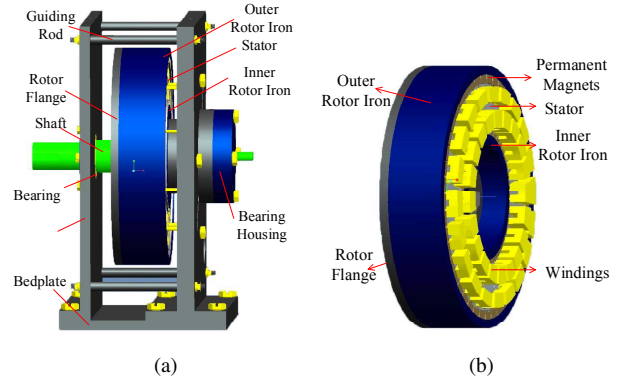 Guiding
Rod
Outer
Rotor Iron
Stator
Inner
Rotor Iron
Rotor
Flange
Shaft
Bearing
Bearing
Housing
Bedplate
(a)
Permanent
Magnets
Outer
Rotor Iron
Stator
Inner
Rotor Iron
Rotor
Flange
Windings
(b)